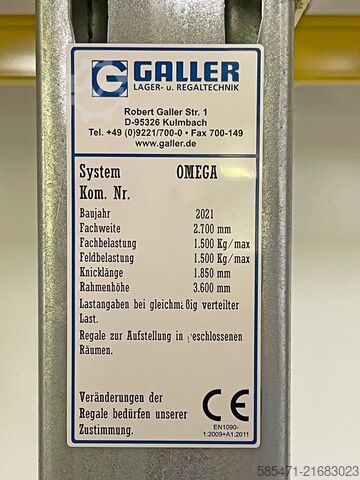 GALLER
LAGER- u. REGALTECHNIK
Robert Galler Str. 1
D-95326 Kulmbach
Tel. +49 (0)9221/700-0 • Fax 700-149
www.galler.de
System OMEGA
Kom. Nr.
Baujahr 2021
Fachweite 2.700 mm
Fachbelastung 1.500 Kg/max
Feldbelastung 1.500 Kg/max
Knicklänge 1.850 mm
Rahmenhöhe 3.600 mm
Lastangaben bei gleichmäßig verteilter
Last.
Regale zur Aufstellung in geschlossenen
Räumen.
Veränderungen der
Regale bedürfen unserer
Zustimmung.
CE
EN1090-
1:2009+A1:2011
585471-21683023